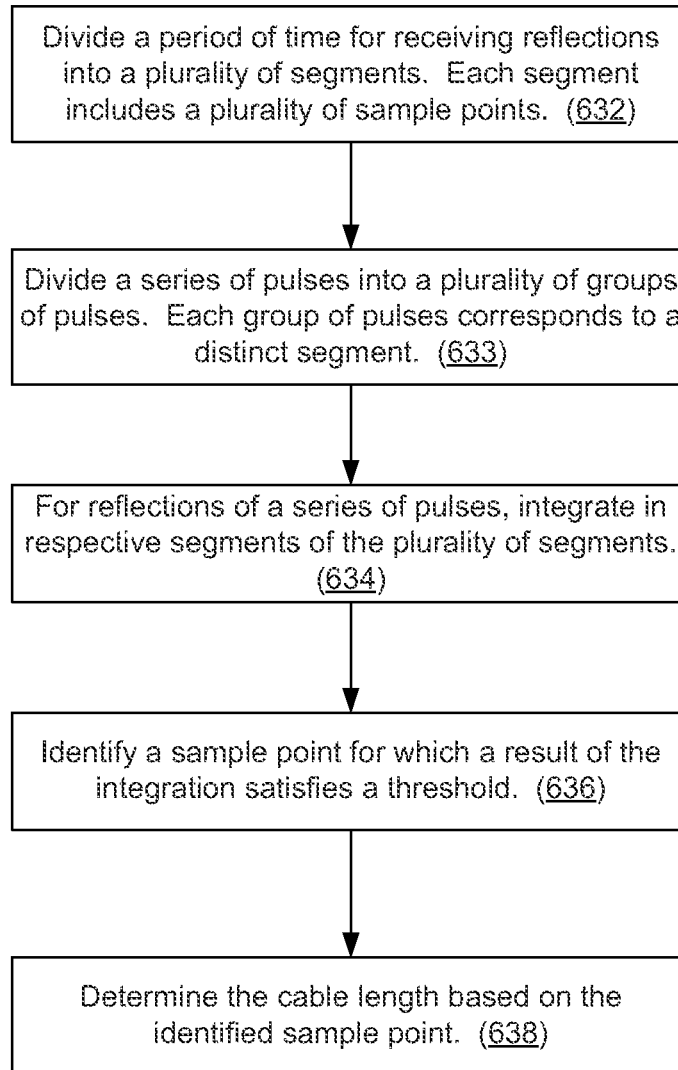 Divide a period of time for receiving reflections
into a plurality of segments. Each segment
includes a plurality of sample points. (632)
Divide a series of pulses into a plurality of groups
of pulses. Each group of pulses corresponds to a
distinct segment. (633)
For reflections of a series of pulses, integrate in
respective segments of the plurality of segments.
(634)
Identify a sample point for which a result of the
integration satisfies a threshold. (636)
Determine the cable length based on the
identified sample point. (638)